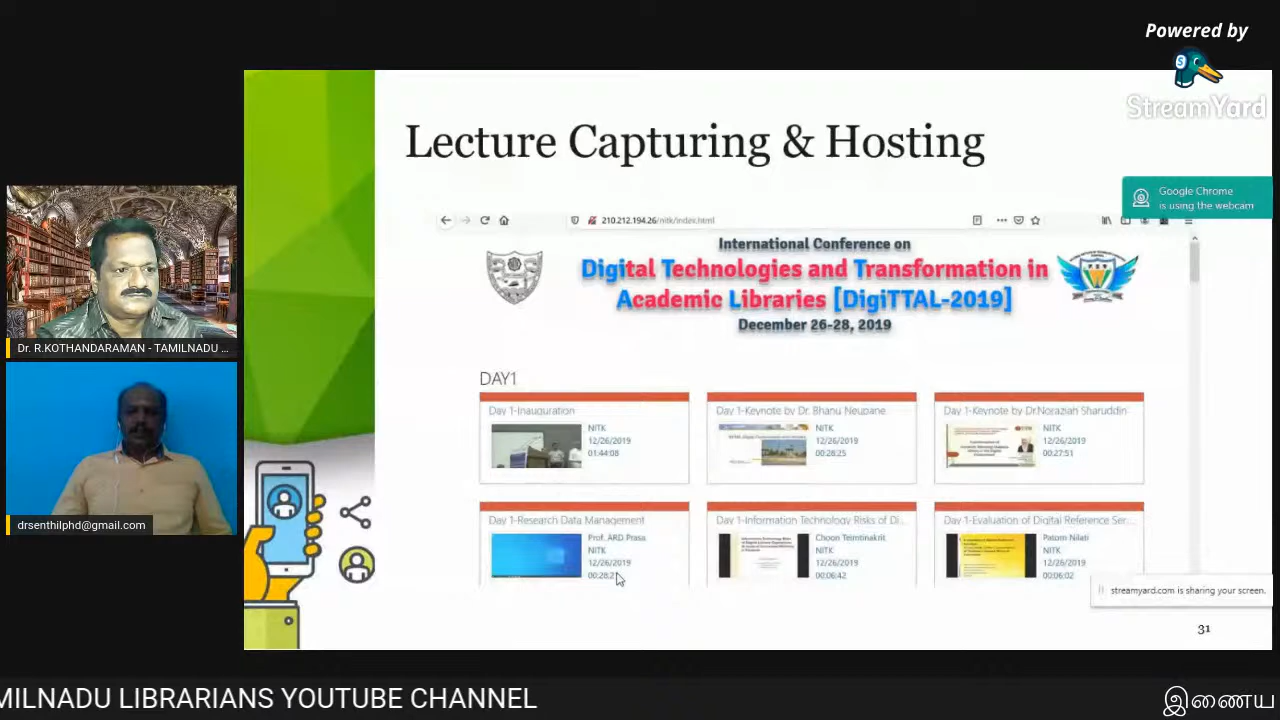 Powered by
StreamYard
Lecture Capturing & Hosting
Google Chrome
is using the webcam
210.212.194.26/nitk/index.html
International Conference on
Digital Technologies and Transformation in
Academic Libraries [DigiTTAL-2019]
December 26-28, 2019
DAY1
Day 1-Inauguration
NITK
12/26/2019
01:44:08
Day 1-Keynote by Dr. Bhanu Neupane
NITK
12/26/2019
00:28:25
Day 1-Keynote by Dr.Noraziah Sharuddin
NITK
12/26/2019
00:27:51
Day 1-Research Data Management
Prof. ARD Prasa
NITK
12/26/2019
Day 1-Information Technology Risks of Di...
NITK
12/26/2019
00:06:42
Day 1-Evaluation of Digital Reference Ser...
Patorn Nilati
NITK
12/26/2019
00:06:02
streamyard.com is sharing your screen.
31
Dr. R.KOTHANDARAMAN - TAMILNADU ...
drsenthilphd@gmail.com
MILNADU LIBRARIANS YOUTUBE CHANNEL
இணைய